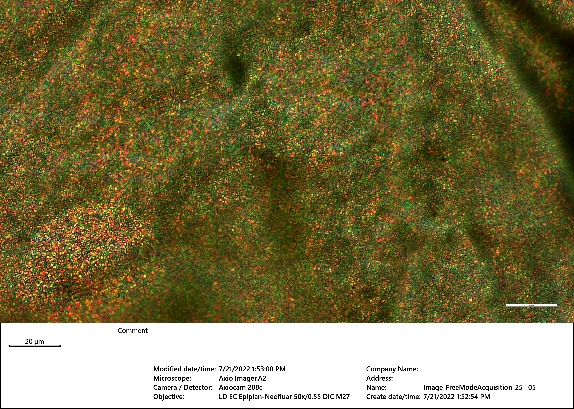 Comment
20 µm
Modified date/time: 7/21/2022 1:53:00 PM
Microscope: Axio Imager.A2
Camera / Detector: Axiocam 208c
Objective: LD EC Epiplan-Neofluar 50x/0.55 DIC M27
Company Name:
Address:
Name: Image_FreeModeAcquisition_25_05
Create date/time: 7/21/2022 1:52:54 PM